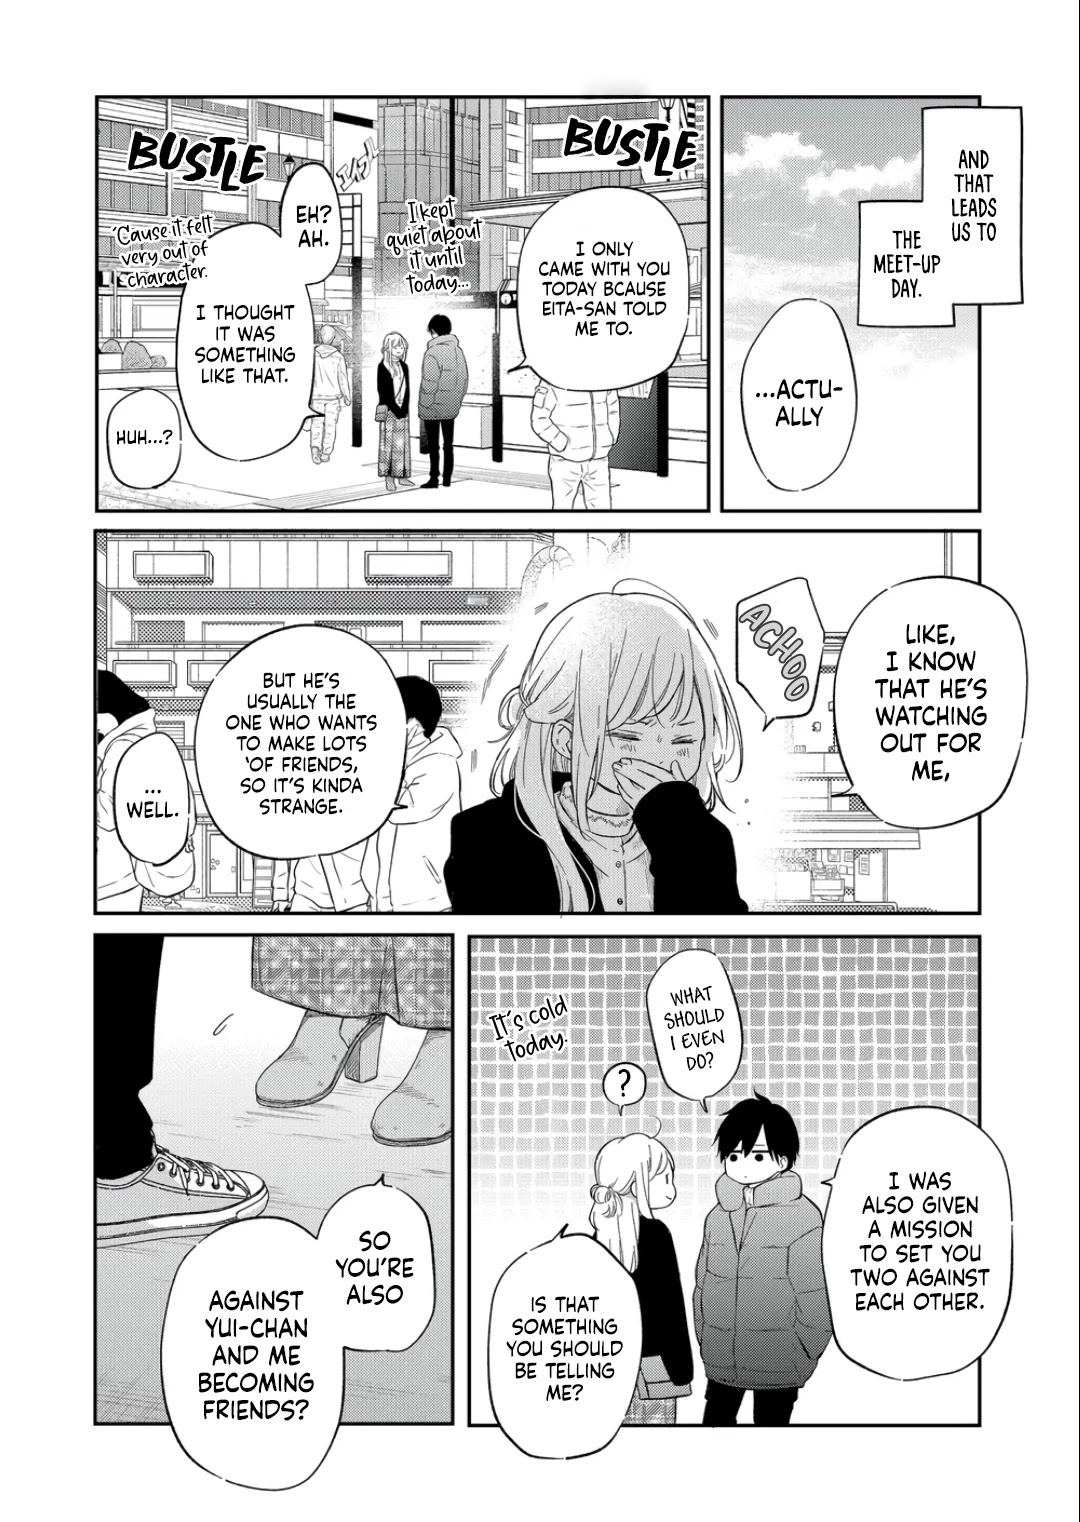 AND
THAT
LEADS
US TO
THE
MEET-UP
DAY.
...ACTU-
ALLY
BUSTLE
I ONLY
CAME WITH YOU
TODAY BCAUSE
EITA-SAN TOLD
ME TO.
I kept
quiet about
it until
today...
BUSTLE
EH?
AH.
'Cause it felt
very out of
character.
I THOUGHT
IT WAS
SOMETHING
LIKE THAT.
HUH...?
LIKE,
I KNOW
THAT HE'S
WATCHING
OUT FOR
ME,
ACHOO
BUT HE'S
USUALLY THE
ONE WHO WANTS
TO MAKE LOTS
'OF FRIENDS,
SO IT'S KINDA
STRANGE.
...
WELL.
WHAT
SHOULD
I EVEN
DO?
It's cold
today.
?
I WAS
ALSO GIVEN
A MISSION
TO SET YOU
TWO AGAINST
EACH OTHER.
IS THAT
SOMETHING
YOU SHOULD
BE TELLING
ME?
SO
YOU'RE
ALSO
AGAINST
YUI-CHAN
AND ME
BECOMING
FRIENDS?